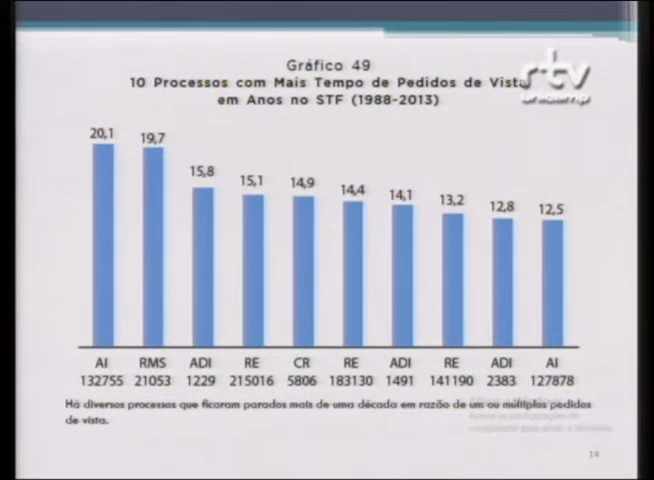 Gráfico 49
10 Processos com Mais Tempo de Pedidos de Vista
em Anos no STF (1988-2013)
rtv
unicamp
20,1 19,7 15,8 15,1 14,9 14,4 14,1 13,2 12,8 12,5
AI RMS ADI RE CR RE ADI RE ADI AI
132755 21053 1229 215016 5806 183130 1491 141190 2383 127878
Há diversos processos que ficaram parados mais de uma década em razão de um ou múltiplos pedidos
de vista.
14